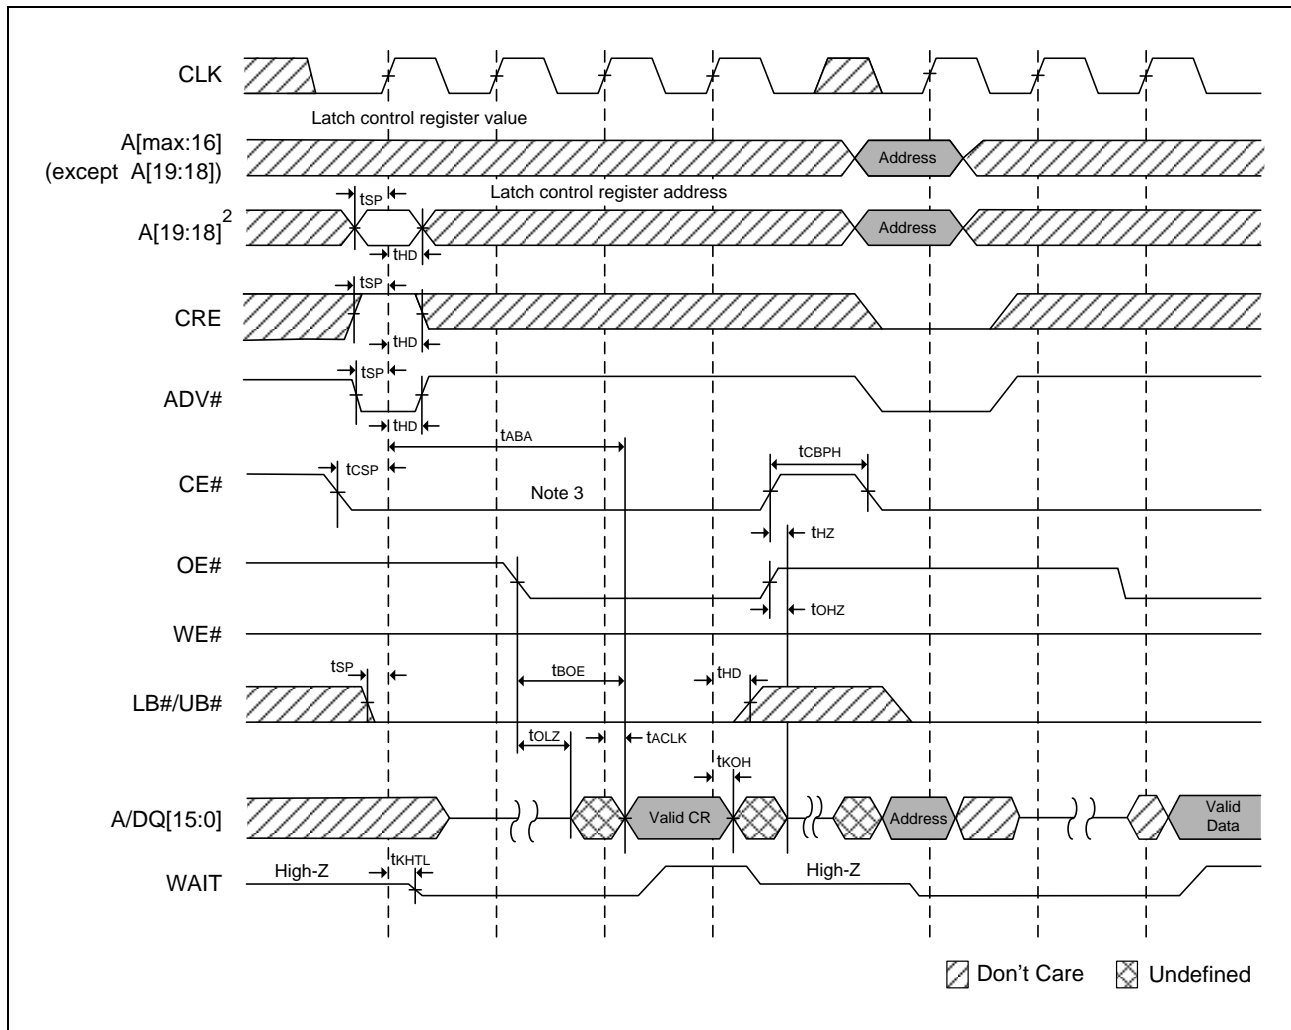 CLK
Latch control register value
A[max:16]
(except A[19:18])
Address
tSP
Latch control register address
A[19:18]2
Address
tHD
tSP
CRE
tHD
tSP
ADV#
tHD
tABA
tCSP
tCBPH
CE#
Note 3
tHZ
OE#
tOHZ
WE#
tSP
tBOE
tHD
LB#/UB#
tOLZ
tACLK
tKOH
A/DQ[15:0]
Valid CR
Address
Valid
Data
tKHTL
WAIT
High-Z
High-Z
Don't Care
Undefined